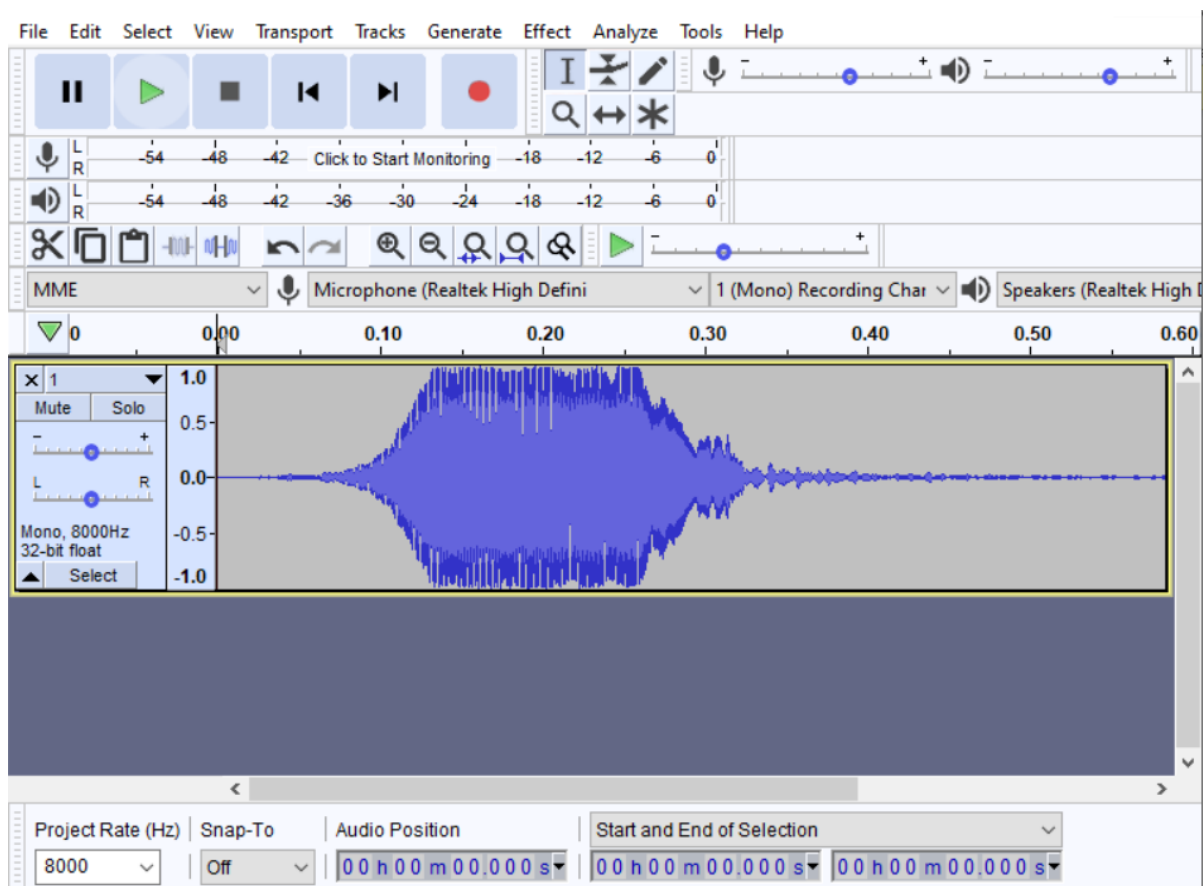 File Edit Select View Transport Tracks Generate Effect Analyze Tools Help
- + - +
L R -54 -48 -42 Click to Start Monitoring -18 -12 -6 0
L R -54 -48 -42 -36 -30 -24 -18 -12 -6 0
- +
MME Microphone (Realtek High Defini 1 (Mono) Recording Char Speakers (Realtek High
0 0.00 0.10 0.20 0.30 0.40 0.50 0.60
1 1.0
Mute Solo 0.5
- +
L R 0.0
Mono, 8000Hz -0.5
32-bit float
Select -1.0
Project Rate (Hz) Snap-To Audio Position Start and End of Selection
8000 Off 00 h 00 m 00.000 s 00 h 00 m 00.000 s 00 h 00 m 00.000 s